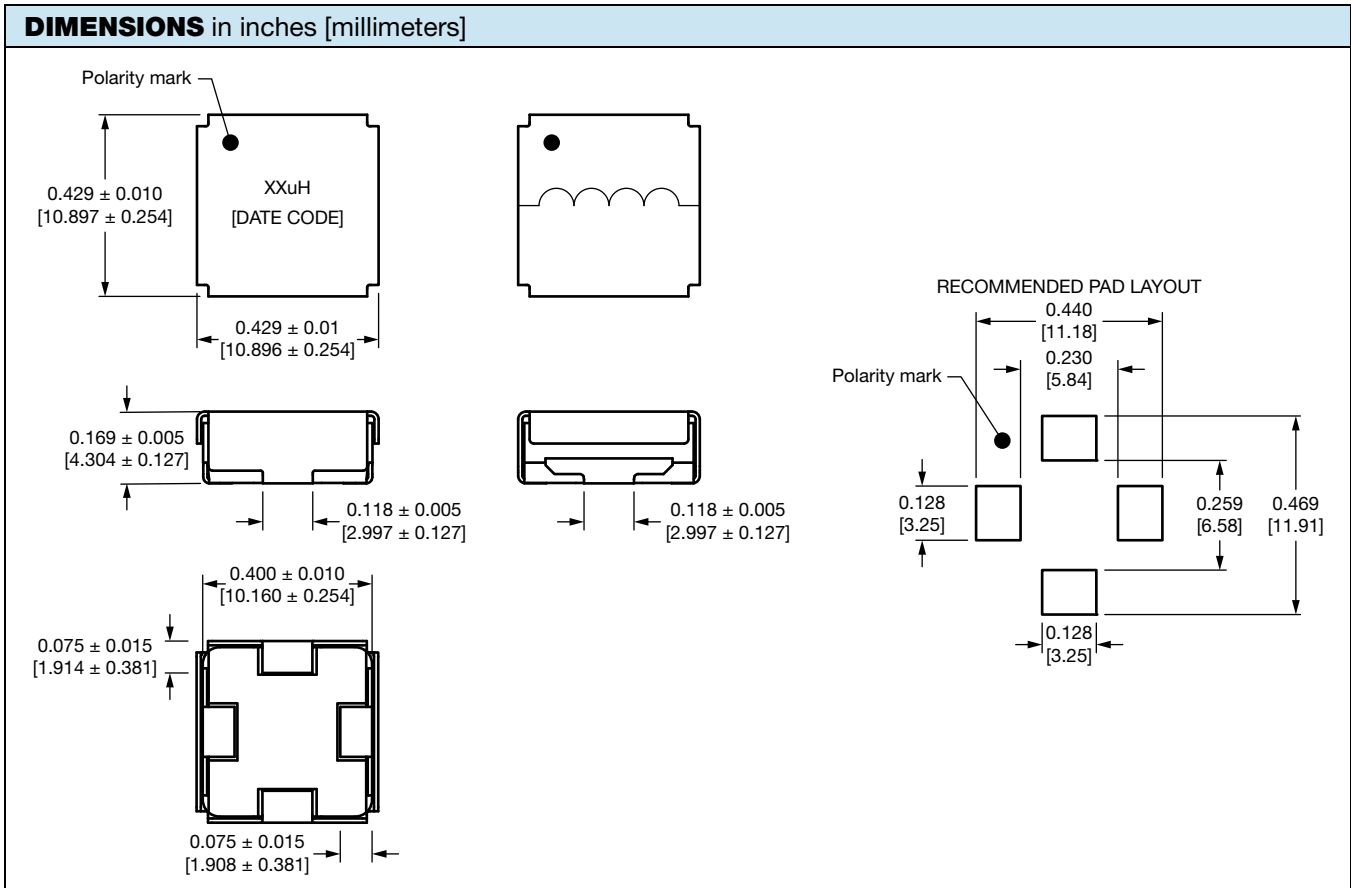 DIMENSIONS in inches [millimeters]
Polarity mark
0.429 ± 0.010
[10.897 ± 0.254]
XXuH
[DATE CODE]
0.429 ± 0.01
[10.896 ± 0.254]
0.169 ± 0.005
[4.304 ± 0.127]
0.118 ± 0.005
[2.997 ± 0.127]
0.118 ± 0.005
[2.997 ± 0.127]
0.400 ± 0.010
[10.160 ± 0.254]
0.075 ± 0.015
[1.914 ± 0.381]
0.075 ± 0.015
[1.908 ± 0.381]
RECOMMENDED PAD LAYOUT
0.440
[11.18]
0.230
[5.84]
Polarity mark
0.128
[3.25]
0.259
[6.58]
0.469
[11.91]
0.128
[3.25]